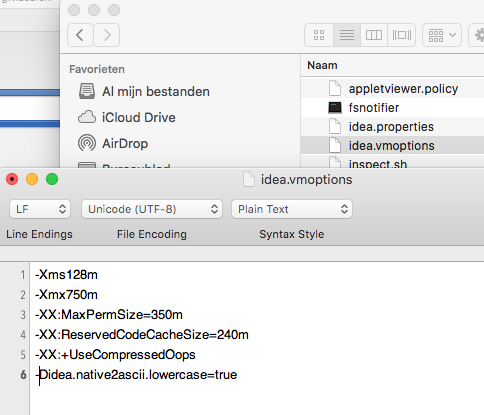 Naam
Favorieten
Al mijn bestanden
iCloud Drive
AirDrop
appletviewer.policy
fsnotifier
idea.properties
idea.vmoptions
inspect.sh
idea.vmoptions
LF
Unicode (UTF-8)
Plain Text
Line Endings
File Encoding
Syntax Style
1 -Xms128m
2 -Xmx750m
3 -XX:MaxPermSize=350m
4 -XX:ReservedCodeCacheSize=240m
5 -XX:+UseCompressedOops
6 -Didea.native2ascii.lowercase=true